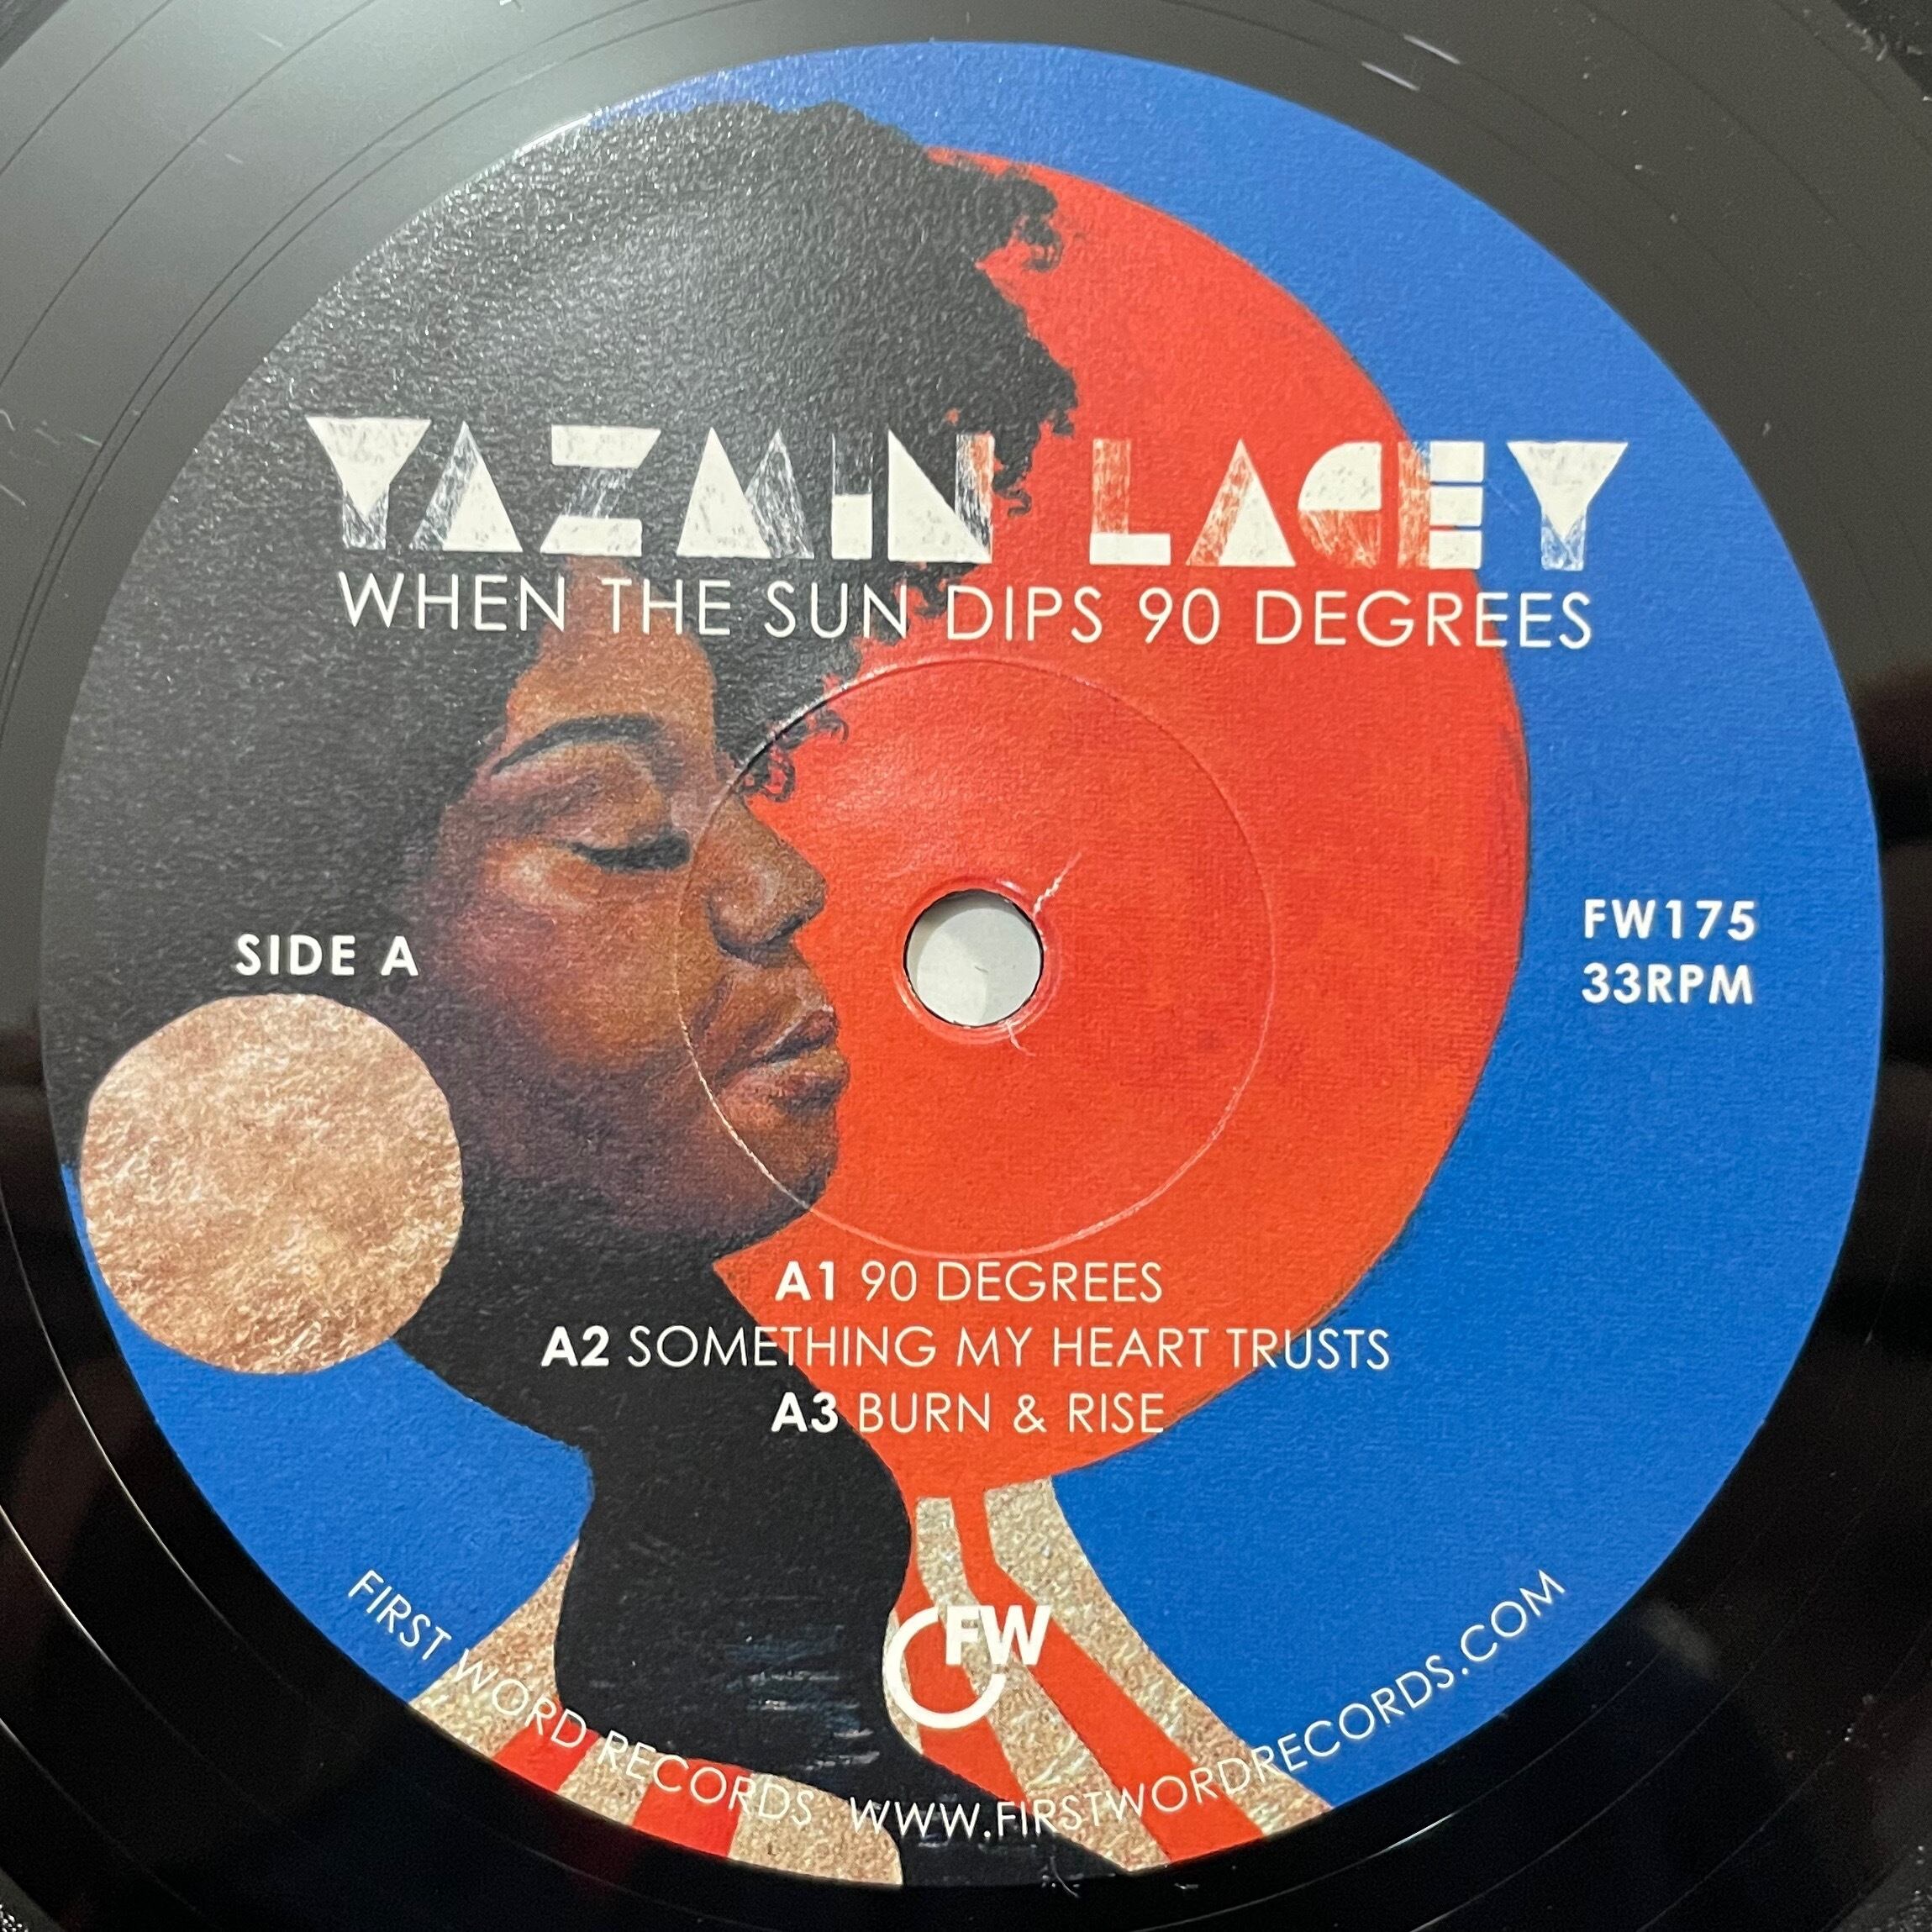 YAZMIN LACEY
WHEN THE SUN DIPS 90 DEGREES
SIDE A
FW175
33RPM
A1 90 DEGREES
A2 SOMETHING MY HEART TRUSTS
A3 BURN & RISE
FW
FIRST WORD RECORDS WWW.FIRSTWORDRECORDS.COM